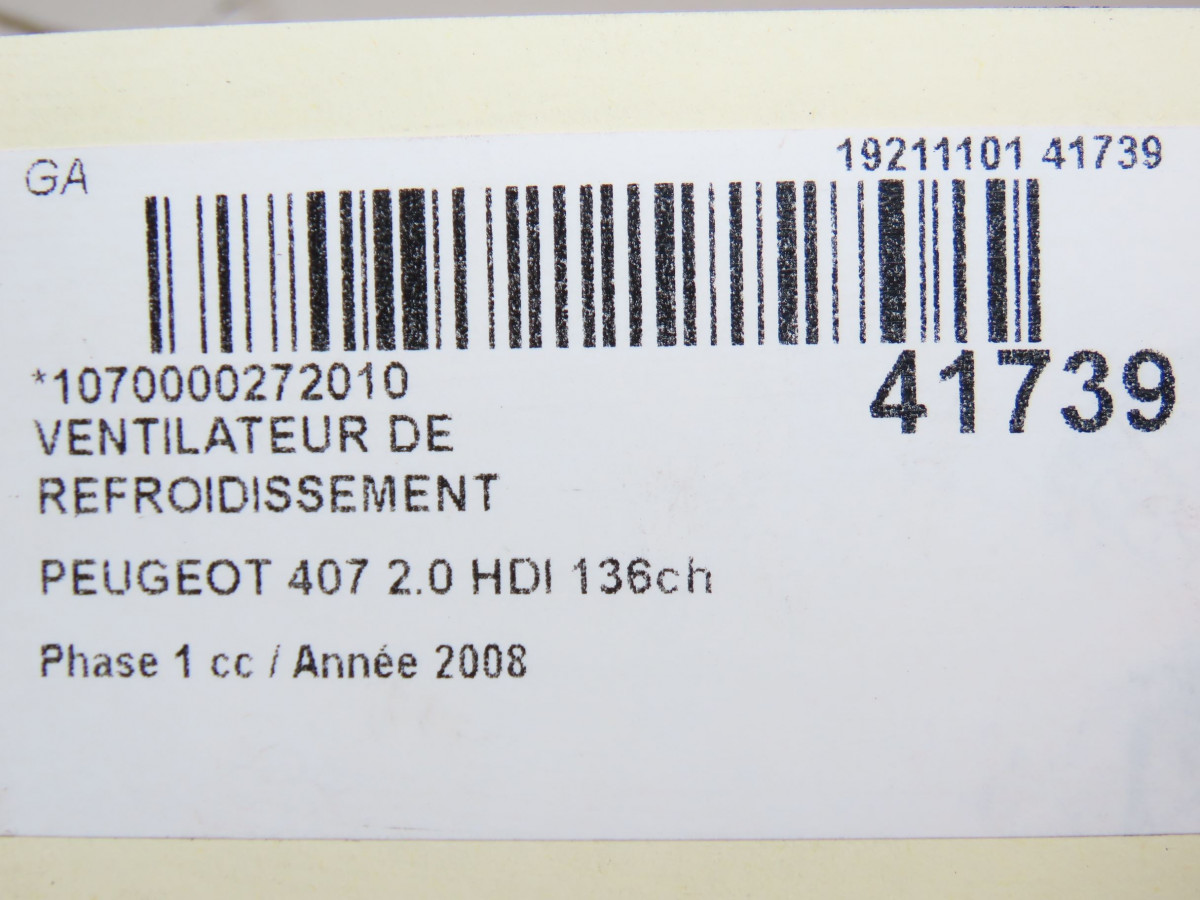 GA
19211101 41739
*1070000272010
41739
VENTILATEUR DE
REFROIDISSEMENT
PEUGEOT 407 2.0 HDI 136ch
Phase 1 cc / Année 2008